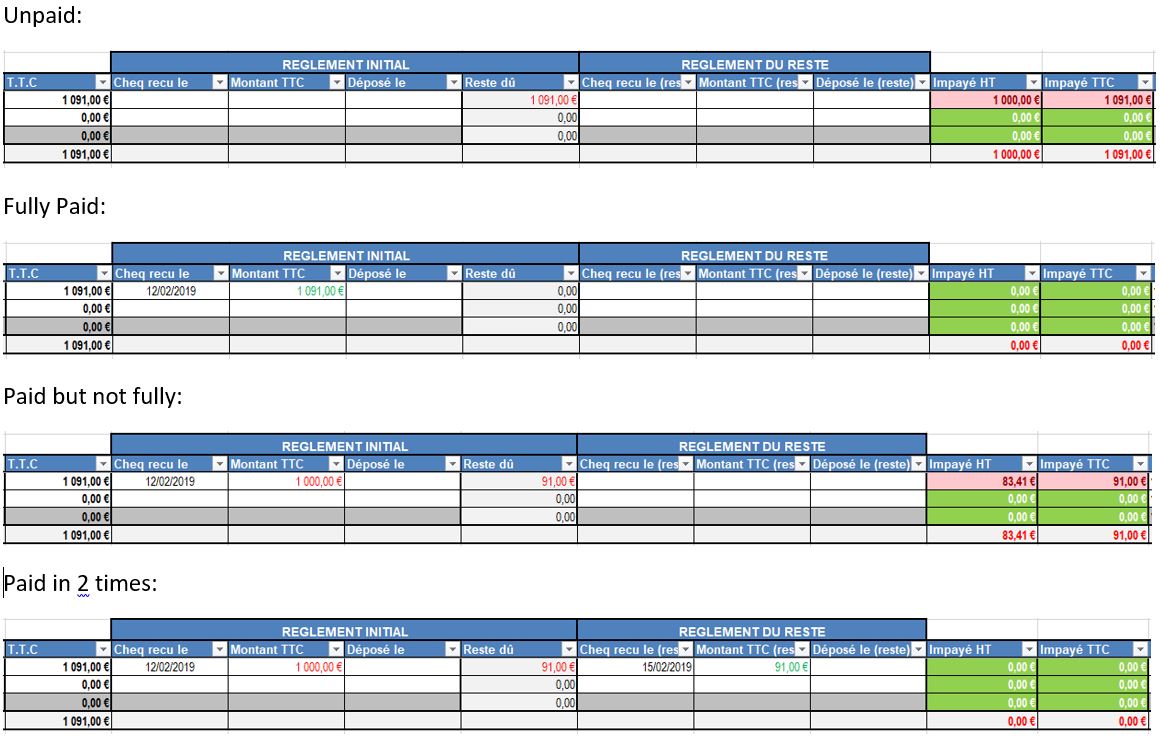 Unpaid:
REGLEMENT INITIAL REGLEMENT DU RESTE
T.T.C Cheq recu le Montant TTC Déposé le Reste dû Cheq recu le (res Montant TTC (res Déposé le (reste) Impayé HT Impayé TTC
1 091,00 € 1 091,00 € 1 000,00 € 1 091,00 €
0,00 € 0,00 0,00 € 0,00 €
0,00 € 0,00 0,00 € 0,00 €
1 091,00 € 1 000,00 € 1 091,00 €
Fully Paid:
REGLEMENT INITIAL REGLEMENT DU RESTE
T.T.C Cheq recu le Montant TTC Déposé le Reste dû Cheq recu le (res Montant TTC (res Déposé le (reste) Impayé HT Impayé TTC
1 091,00 € 12/02/2019 1 091,00 € 0,00 0,00 € 0,00 €
0,00 € 0,00 0,00 € 0,00 €
0,00 € 0,00 0,00 € 0,00 €
1 091,00 € 0,00 € 0,00 €
Paid but not fully:
REGLEMENT INITIAL REGLEMENT DU RESTE
T.T.C Cheq recu le Montant TTC Déposé le Reste dû Cheq recu le (res Montant TTC (res Déposé le (reste) Impayé HT Impayé TTC
1 091,00 € 12/02/2019 1 000,00 € 91,00 € 83,41 € 91,00 €
0,00 € 0,00 0,00 € 0,00 €
0,00 € 0,00 0,00 € 0,00 €
1 091,00 € 83,41 € 91,00 €
Paid in 2 times:
REGLEMENT INITIAL REGLEMENT DU RESTE
T.T.C Cheq recu le Montant TTC Déposé le Reste dû Cheq recu le (res Montant TTC (res Déposé le (reste) Impayé HT Impayé TTC
1 091,00 € 12/02/2019 1 000,00 € 91,00 € 15/02/2019 91,00 € 0,00 € 0,00 €
0,00 € 0,00 0,00 € 0,00 €
0,00 € 0,00 0,00 € 0,00 €
1 091,00 € 0,00 € 0,00 €